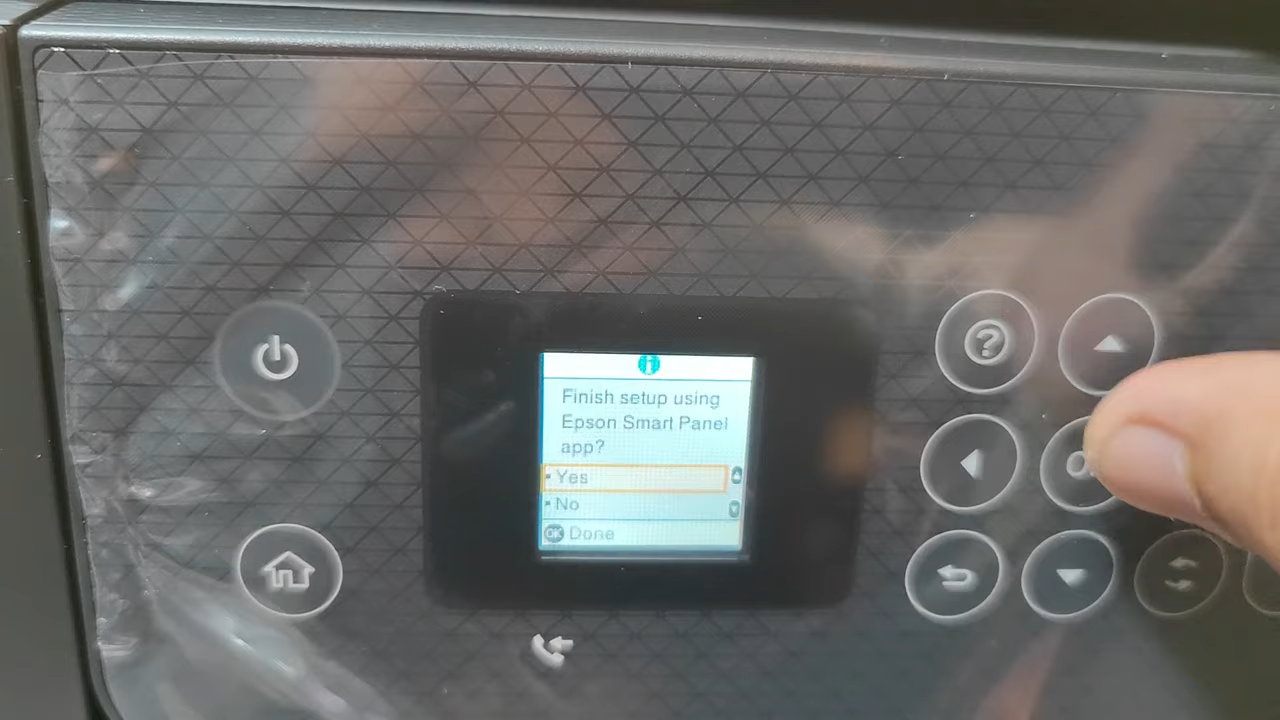 Finish setup using
Epson Smart Panel
app?
Yes
No
OK Done